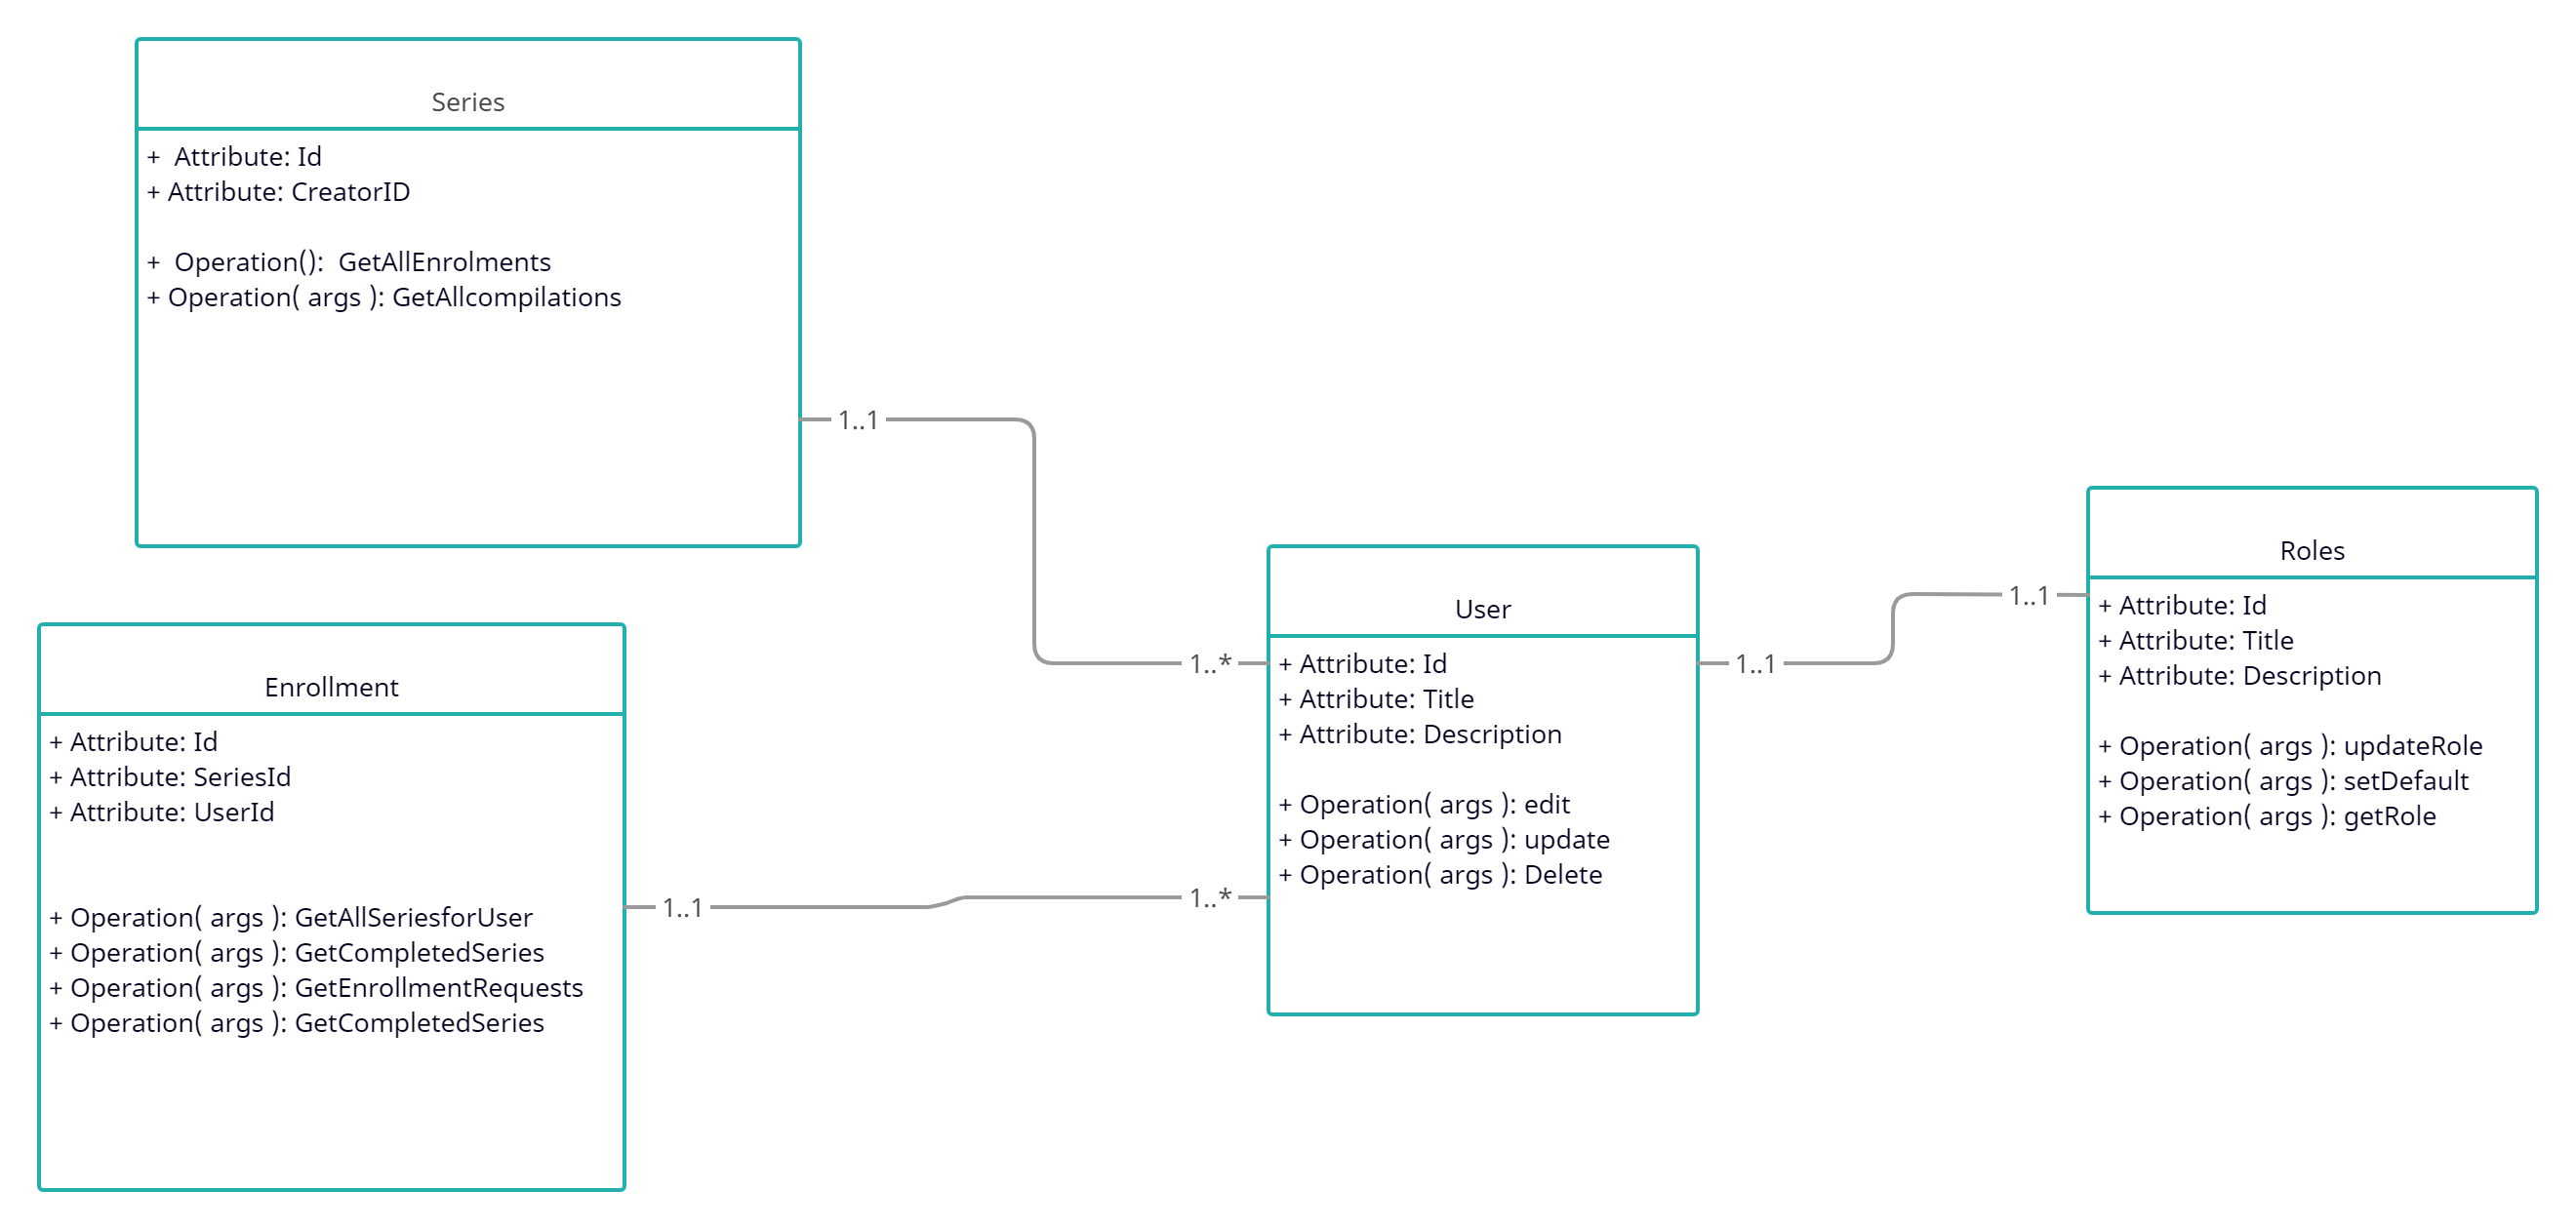 Series
+  Attribute: Id
+ Attribute: CreatorID
+  Operation():  GetAllEnrolments
+ Operation( args ): GetAllcompilations
1..1
1..*
Enrollment
+ Attribute: Id
+ Attribute: SeriesId
+ Attribute: UserId
+ Operation( args ): GetAllSeriesforUser
+ Operation( args ): GetCompletedSeries
+ Operation( args ): GetEnrollmentRequests
+ Operation( args ): GetCompletedSeries
1..1
1..*
User
+ Attribute: Id
+ Attribute: Title
+ Attribute: Description
+ Operation( args ): edit
+ Operation( args ): update
+ Operation( args ): Delete
1..1
1..1
Roles
+ Attribute: Id
+ Attribute: Title
+ Attribute: Description
+ Operation( args ): updateRole
+ Operation( args ): setDefault
+ Operation( args ): getRole